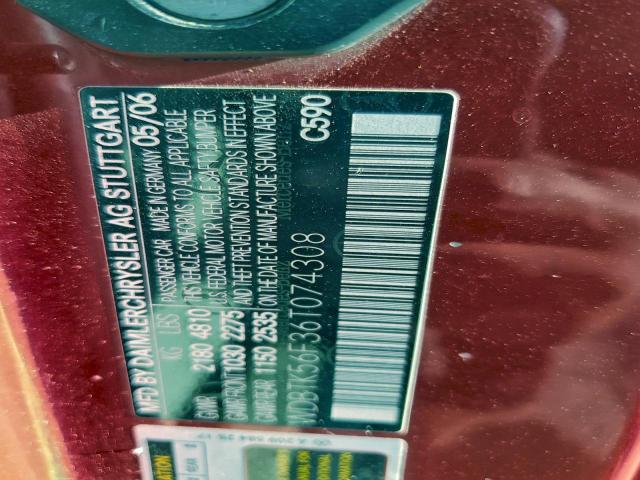 MFD BY DAIMLERCHRYSLER AG STUTTGART
PASSENGER CAR MADE IN GERMANY 05/06
KG LBS THIS VEHICLE CONFORMS TO ALL APPLICABLE
GVWR 2180 4810 U.S. FEDERAL MOTOR VEHICLE SAFETY BUMPER
GAWR FRONT 1030 2275 AND THEFT PREVENTION STANDARDS IN EFFECT
GAWR REAR 1150 2535 ON THE DATE OF MANUFACTURE SHOWN ABOVE
WDBTK56F36T074308 C590